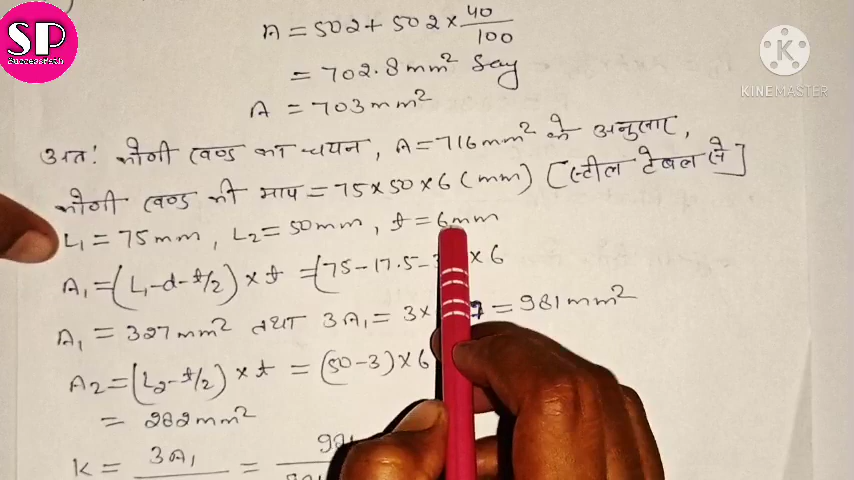 SP
Successpath
KINEMASTER
A = 502 + 502 × 40/100
= 702.8 mm² Say
A = 703 mm²
अतः कोणी खण्ड का चयन, A = 716 mm² के अनुसार,
कोणी खण्ड की माप = 75 × 50 × 6 (mm) [स्टील टेबल से]
L₁ = 75 mm, L₂ = 50 mm, t = 6 mm
A₁ = (L₁ - d - t/2) × t = (75 - 17.5 - 3) × 6
A₁ = 327 mm² तथा 3A₁ = 3 × 7 = 981 mm²
A₂ = (L₂ - t/2) × t = (50 - 3) × 6
= 282 mm²
K = 3A₁ = 981